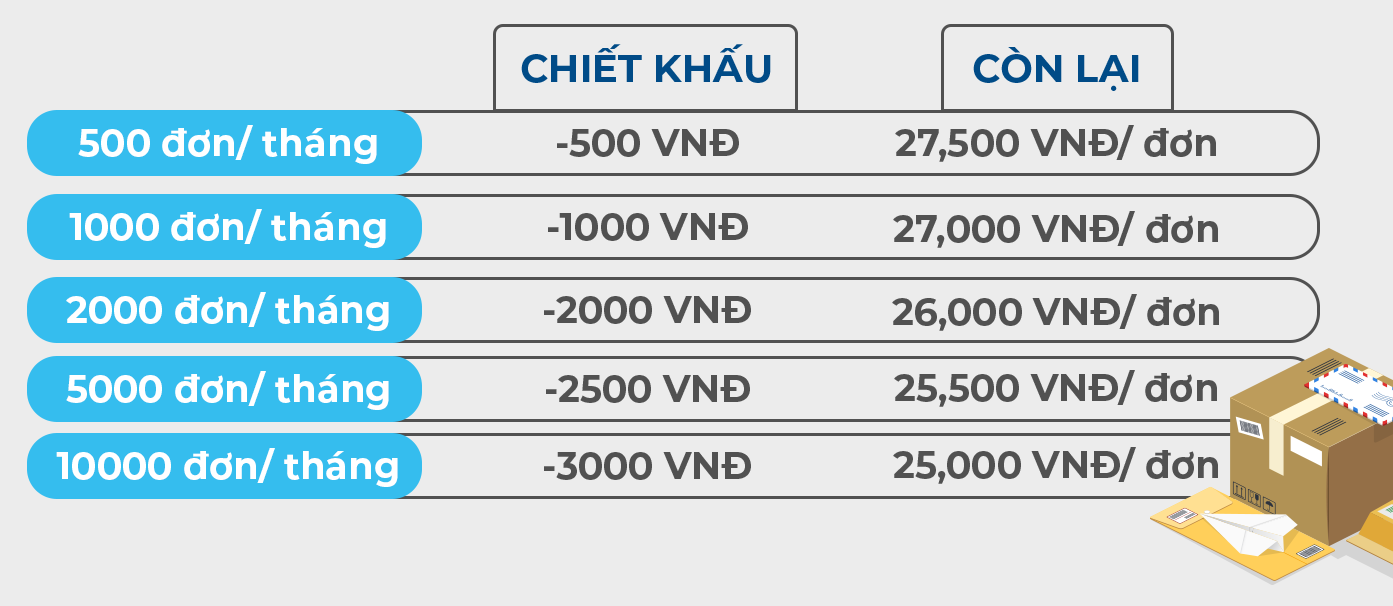 CHIẾT KHẤU CÒN LẠI
500 đơn/ tháng -500 VNĐ 27,500 VNĐ/ đơn
1000 đơn/ tháng -1000 VNĐ 27,000 VNĐ/ đơn
2000 đơn/ tháng -2000 VNĐ 26,000 VNĐ/ đơn
5000 đơn/ tháng -2500 VNĐ 25,500 VNĐ/ đơn
10000 đơn/ tháng -3000 VNĐ 25,000 VNĐ/ đơn